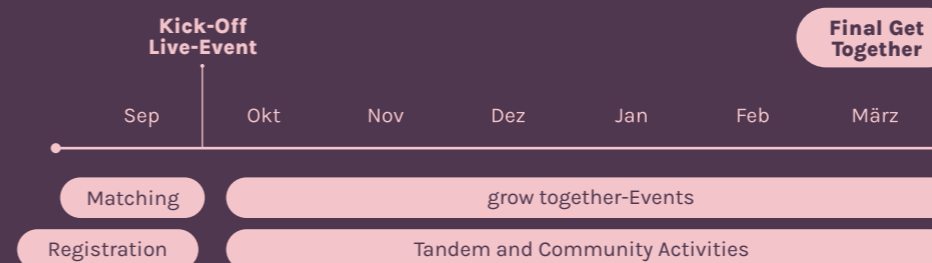 Kick-Off
Live-Event
Final Get
Together
Sep Okt Nov Dez Jan Feb März
Matching grow together-Events
Registration Tandem and Community Activities